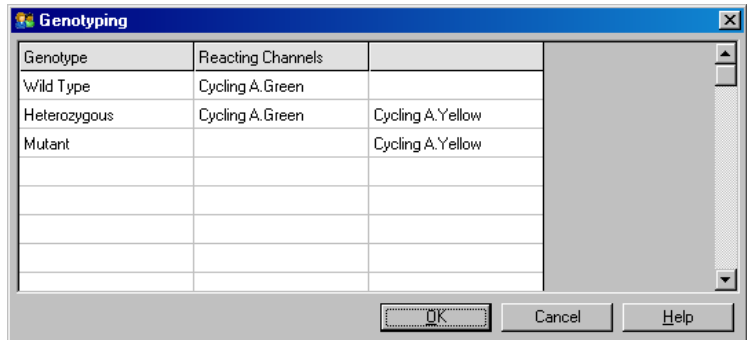 Genotyping
Genotype Reacting Channels
Wild Type Cycling A.Green
Heterozygous Cycling A.Green Cycling A.Yellow
Mutant Cycling A.Yellow
OK Cancel Help